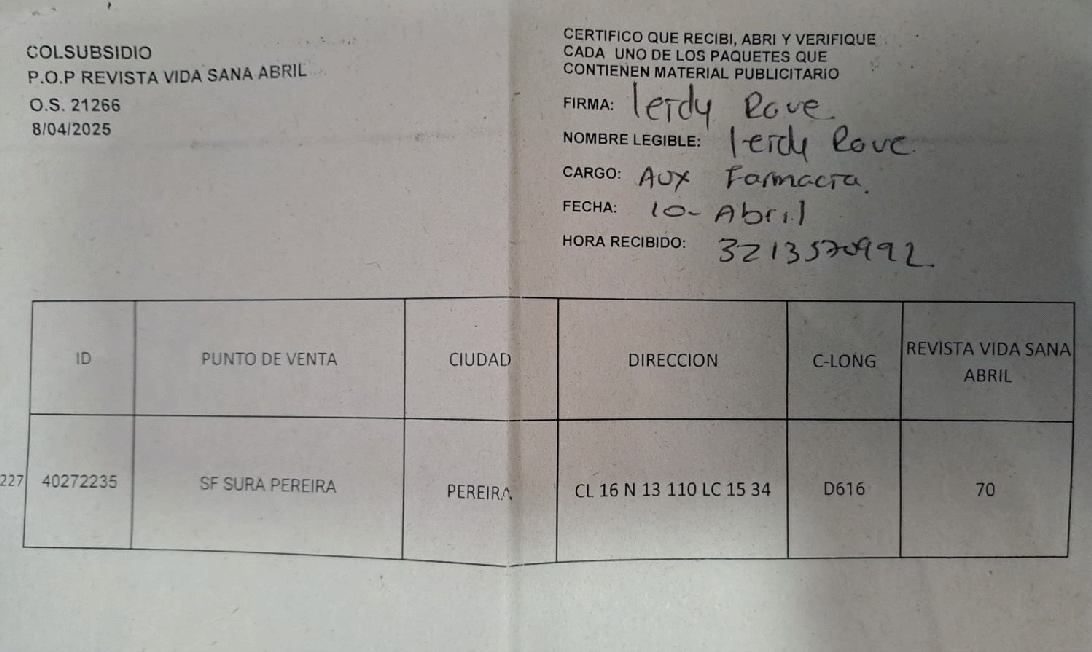 COLSUBSIDIO
P.O.P REVISTA VIDA SANA ABRIL
O.S. 21266
8/04/2025
CERTIFICO QUE RECIBI, ABRI Y VERIFIQUE
CADA UNO DE LOS PAQUETES QUE
CONTIENEN MATERIAL PUBLICITARIO
FIRMA: leidy Rove
NOMBRE LEGIBLE: leidy Rove
CARGO: Aux Farmacia.
FECHA: 10- Abril
HORA RECIBIDO: 3213570992
ID PUNTO DE VENTA CIUDAD DIRECCION C-LONG REVISTA VIDA SANA
ABRIL
227 40272235 SF SURA PEREIRA PEREIRA CL 16 N 13 110 LC 15 34 D616 70